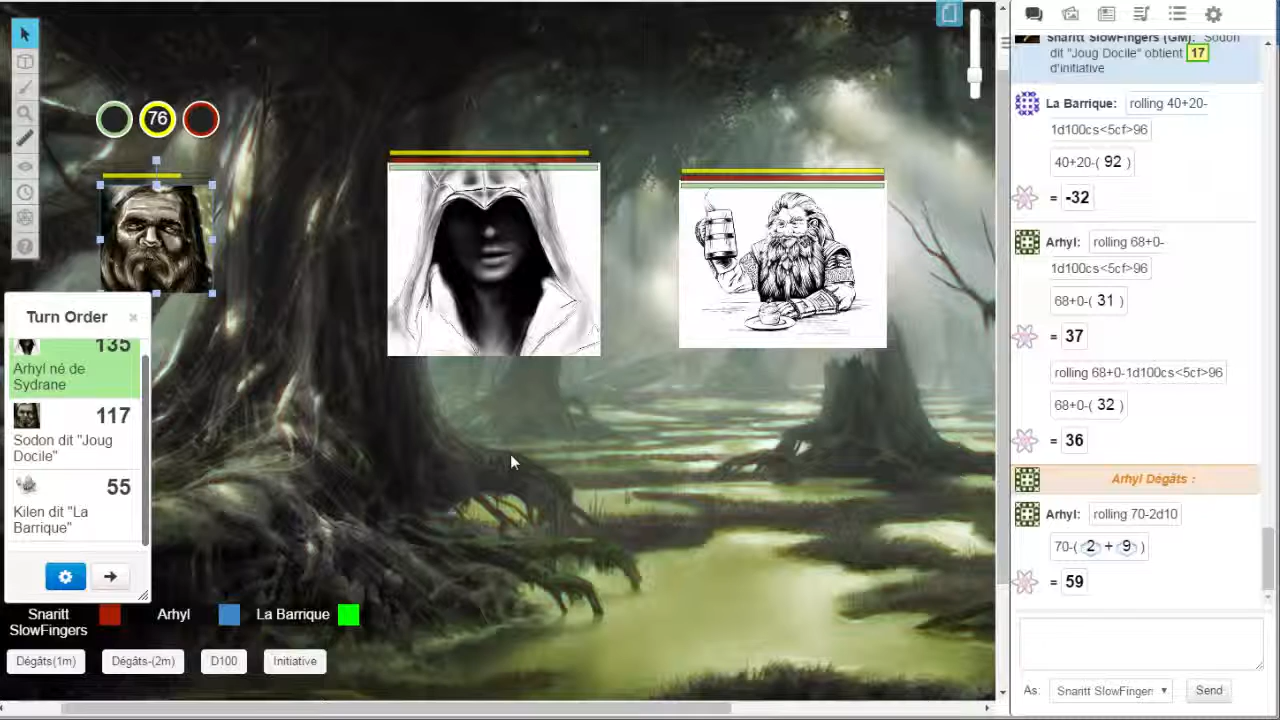 76
Turn Order
×
135
Arhyl né de
Sydrane
117
Sodon dit "Joug
Docile"
55
Kilen dit "La
Barrique"
Snaritt
SlowFingers
Arhyl
La Barrique
Dégâts(1m)
Dégâts-(2m)
D100
Initiative
Snaritt SlowFingers (GM): Sodon
dit "Joug Docile" obtient 17
d'initiative
La Barrique: rolling 40+20-
1d100cs<5cf>96
40+20-( 92 )
= -32
Arhyl: rolling 68+0-
1d100cs<5cf>96
68+0-( 31 )
= 37
rolling 68+0-1d100cs<5cf>96
68+0-( 32 )
= 36
Arhyl Dégâts :
Arhyl: rolling 70-2d10
70-( 2 + 9 )
= 59
As: Snaritt SlowFinger
Send